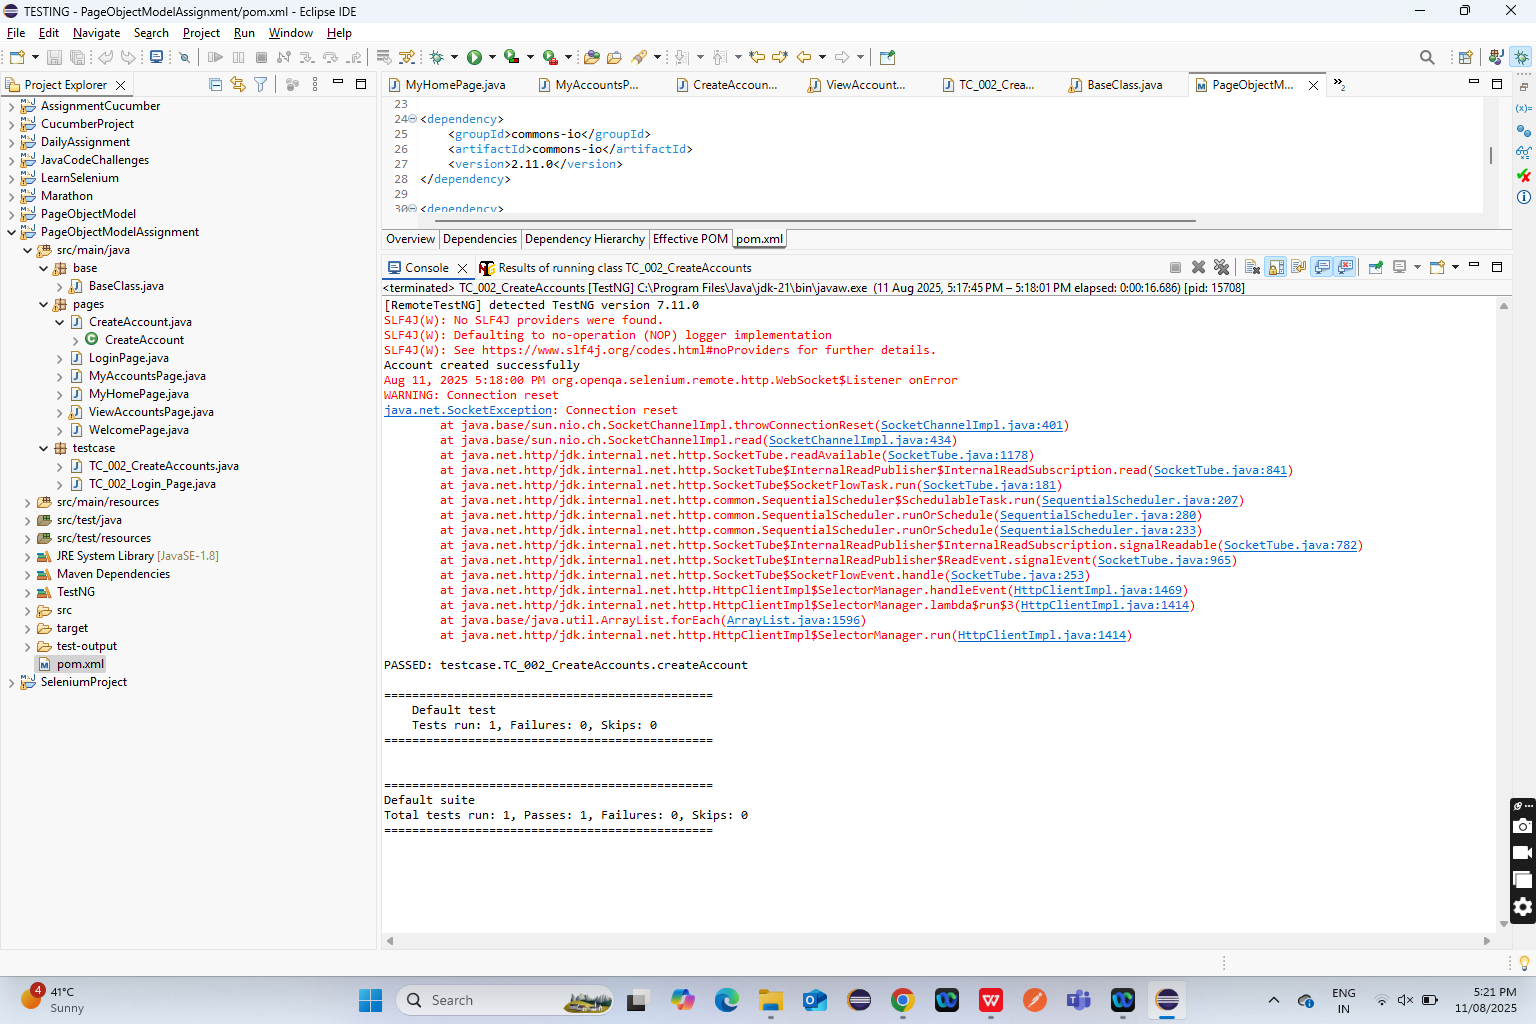 TESTING - PageObjectModelAssignment/pom.xml - Eclipse IDE
File Edit Navigate Search Project Run Window Help
Project Explorer
AssignmentCucumber
CucumberProject
DailyAssignment
JavaCodeChallenges
LearnSelenium
Marathon
PageObjectModel
PageObjectModelAssignment
src/main/java
base
BaseClass.java
pages
CreateAccount.java
CreateAccount
LoginPage.java
MyAccountsPage.java
MyHomePage.java
ViewAccountsPage.java
WelcomePage.java
testcase
TC_002_CreateAccounts.java
TC_002_Login_Page.java
src/main/resources
src/test/java
src/test/resources
JRE System Library [JavaSE-1.8]
Maven Dependencies
TestNG
src
target
test-output
pom.xml
SeleniumProject
MyHomePage.java MyAccountsP... CreateAccoun... ViewAccount... TC_002_Crea... BaseClass.java PageObjectM... »2
23
24 <dependency>
25 <groupId>commons-io</groupId>
26 <artifactId>commons-io</artifactId>
27 <version>2.11.0</version>
28 </dependency>
29
30 <dependency>
Overview Dependencies Dependency Hierarchy Effective POM pom.xml
Console Results of running class TC_002_CreateAccounts
<terminated> TC_002_CreateAccounts [TestNG] C:\Program Files\Java\jdk-21\bin\javaw.exe (11 Aug 2025, 5:17:45 PM – 5:18:01 PM elapsed: 0:00:16.686) [pid: 15708]
[RemoteTestNG] detected TestNG version 7.11.0
SLF4J(W): No SLF4J providers were found.
SLF4J(W): Defaulting to no-operation (NOP) logger implementation
SLF4J(W): See https://www.slf4j.org/codes.html#noProviders for further details.
Account created successfully
Aug 11, 2025 5:18:00 PM org.openqa.selenium.remote.http.WebSocket$Listener onError
WARNING: Connection reset
java.net.SocketException: Connection reset
at java.base/sun.nio.ch.SocketChannelImpl.throwConnectionReset(SocketChannelImpl.java:401)
at java.base/sun.nio.ch.SocketChannelImpl.read(SocketChannelImpl.java:434)
at java.net.http/jdk.internal.net.http.SocketTube.readAvailable(SocketTube.java:1178)
at java.net.http/jdk.internal.net.http.SocketTube$InternalReadPublisher$InternalReadSubscription.read(SocketTube.java:841)
at java.net.http/jdk.internal.net.http.SocketTube$SocketFlowTask.run(SocketTube.java:181)
at java.net.http/jdk.internal.net.http.common.SequentialScheduler$SchedulableTask.run(SequentialScheduler.java:207)
at java.net.http/jdk.internal.net.http.common.SequentialScheduler.runOrSchedule(SequentialScheduler.java:280)
at java.net.http/jdk.internal.net.http.common.SequentialScheduler.runOrSchedule(SequentialScheduler.java:233)
at java.net.http/jdk.internal.net.http.SocketTube$InternalReadPublisher$InternalReadSubscription.signalReadable(SocketTube.java:782)
at java.net.http/jdk.internal.net.http.SocketTube$InternalReadPublisher$ReadEvent.signalEvent(SocketTube.java:965)
at java.net.http/jdk.internal.net.http.SocketTube$SocketFlowEvent.handle(SocketTube.java:253)
at java.net.http/jdk.internal.net.http.HttpClientImpl$SelectorManager.handleEvent(HttpClientImpl.java:1469)
at java.net.http/jdk.internal.net.http.HttpClientImpl$SelectorManager.lambda$run$3(HttpClientImpl.java:1414)
at java.base/java.util.ArrayList.forEach(ArrayList.java:1596)
at java.net.http/jdk.internal.net.http.HttpClientImpl$SelectorManager.run(HttpClientImpl.java:1414)
PASSED: testcase.TC_002_CreateAccounts.createAccount
===============================================
Default test
Tests run: 1, Failures: 0, Skips: 0
===============================================
===============================================
Default suite
Total tests run: 1, Passes: 1, Failures: 0, Skips: 0
===============================================
4
41°C
Sunny
Search
ENG
IN
5:21 PM
11/08/2025